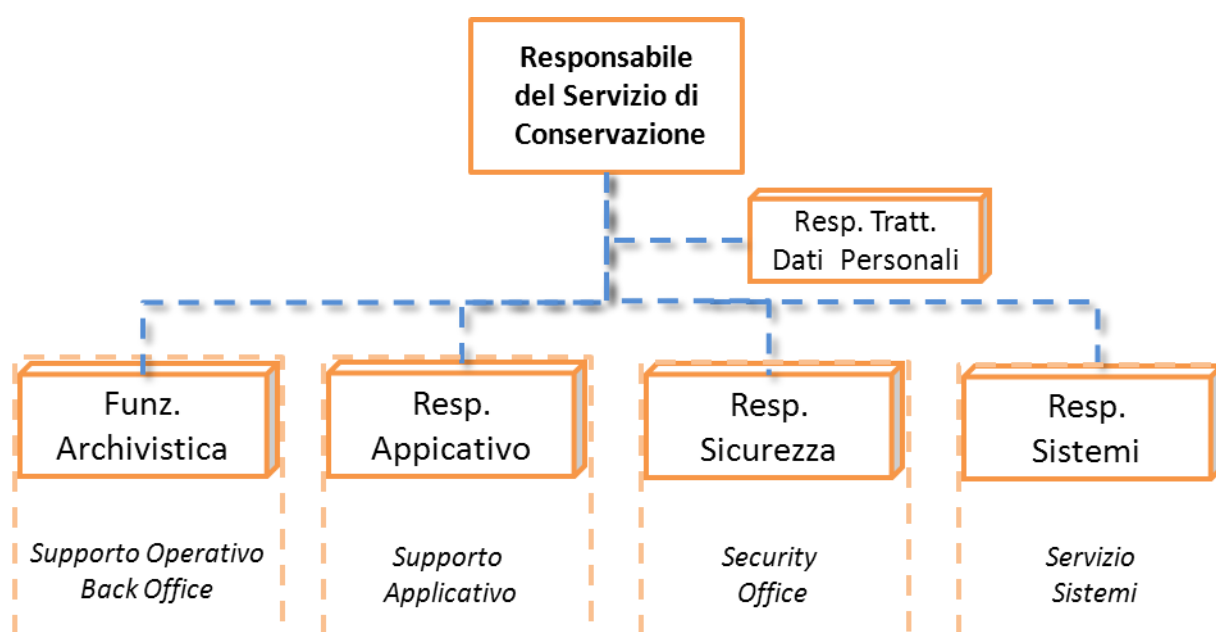 Responsabile
del Servizio di
Conservazione
Resp. Tratt.
Dati Personali
Funz.
Archivistica
Resp.
Appicativo
Resp.
Sicurezza
Resp.
Sistemi
Supporto Operativo
Back Office
Supporto
Applicativo
Security
Office
Servizio
Sistemi